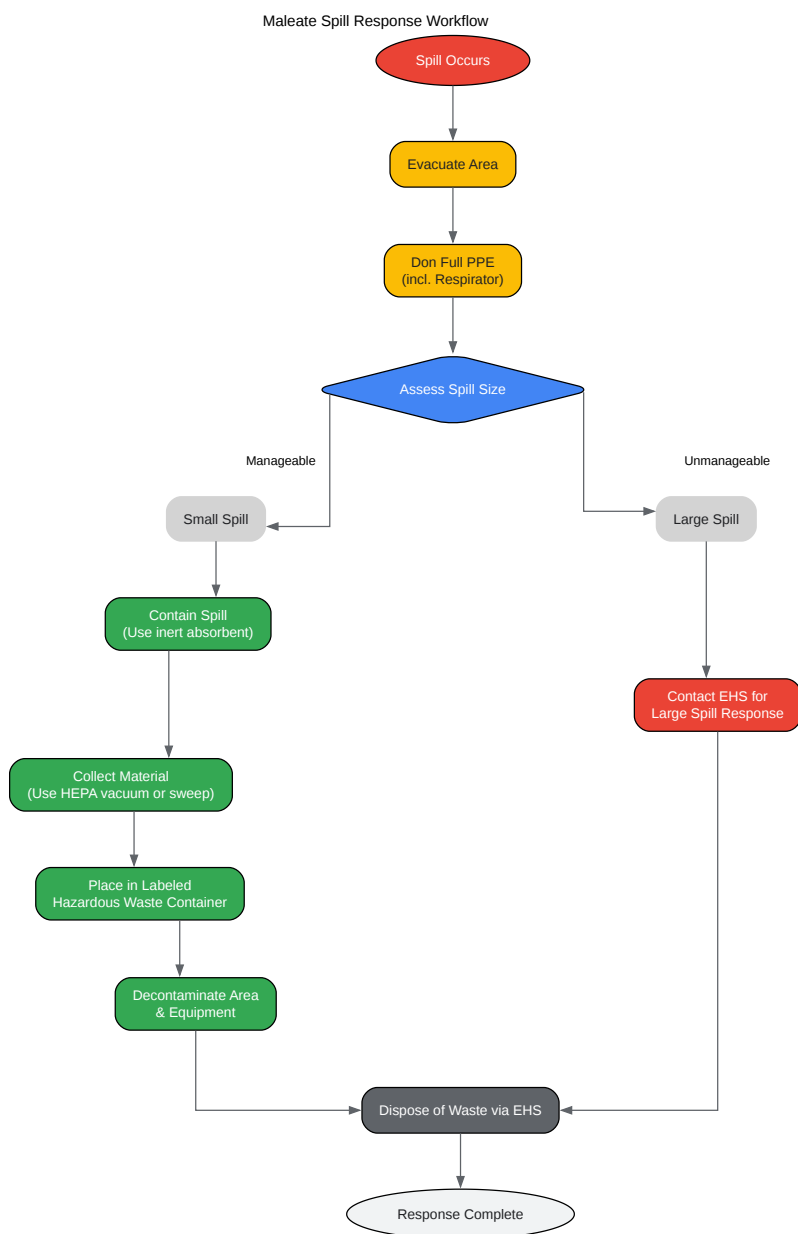 Maleate Spill Response Workflow
Spill Occurs
Evacuate Area
Don Full PPE
(incl. Respirator)
Assess Spill Size
Manageable
Unmanageable
Small Spill
Large Spill
Contain Spill
(Use inert absorbent)
Contact EHS for
Large Spill Response
Collect Material
(Use HEPA vacuum or sweep)
Place in Labeled
Hazardous Waste Container
Decontaminate Area
& Equipment
Dispose of Waste via EHS
Response Complete